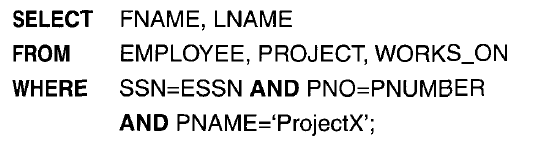 SELECT FNAME, LNAME
FROM EMPLOYEE, PROJECT, WORKS_ON
WHERE SSN=ESSN AND PNO=PNUMBER
AND PNAME=‘ProjectX’;